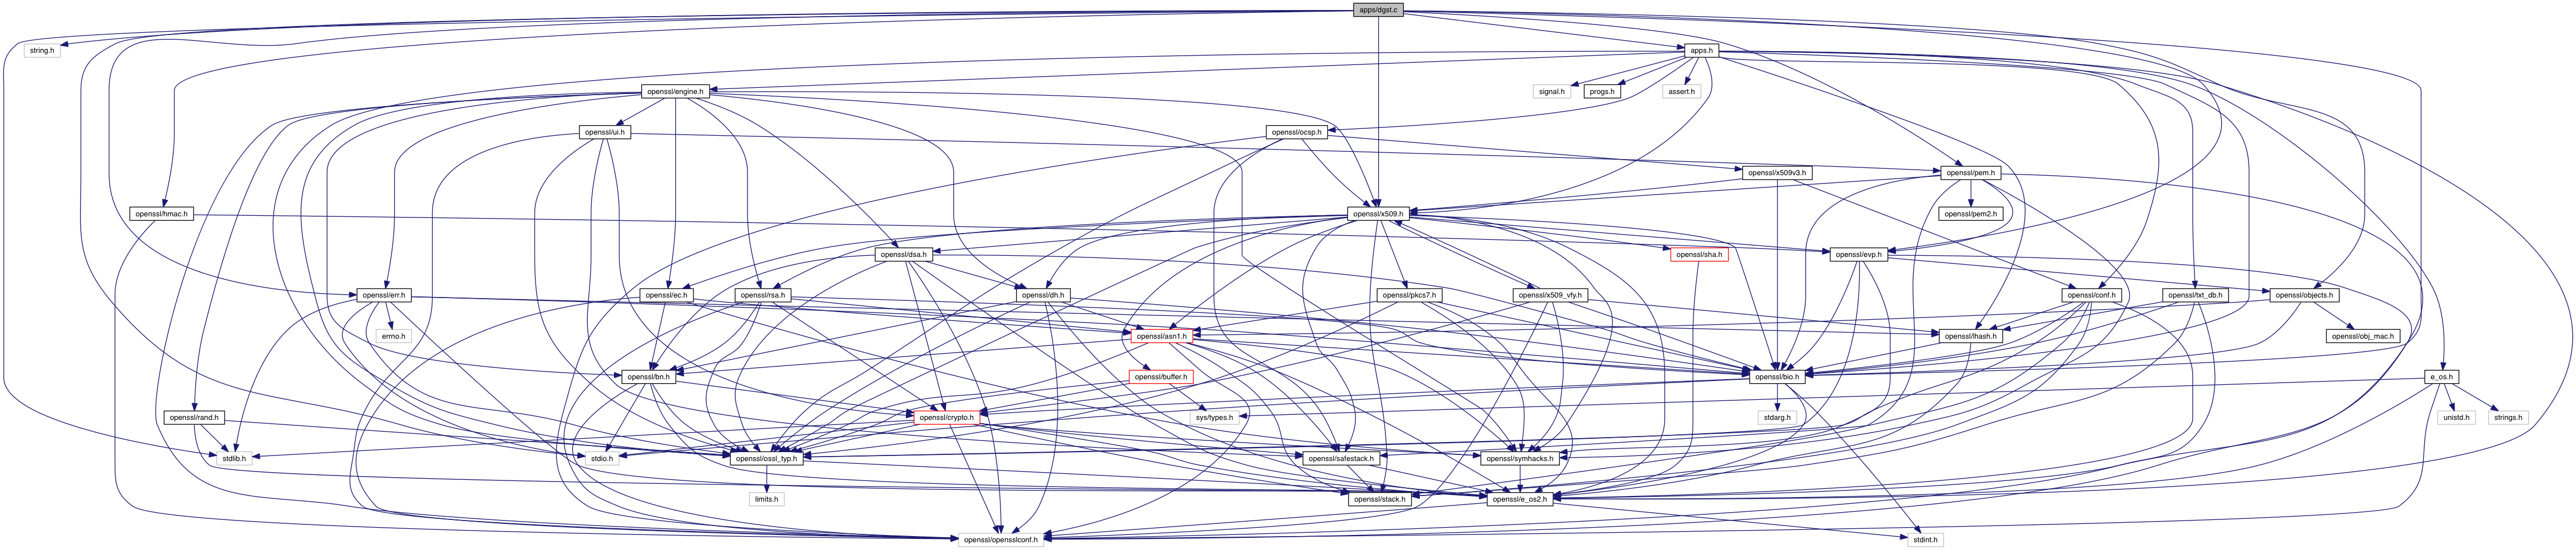 apps/dgst.c
string.h
apps.h
openssl/engine.h
signal.h
progs.h
assert.h
openssl/ui.h
openssl/ocsp.h
openssl/x509v3.h
openssl/pem.h
openssl/hmac.h
openssl/x509.h
openssl/pem2.h
openssl/dsa.h
openssl/sha.h
openssl/evp.h
openssl/err.h
openssl/ec.h
openssl/rsa.h
openssl/dh.h
openssl/pkcs7.h
openssl/x509_vfy.h
openssl/conf.h
openssl/txt_db.h
openssl/objects.h
errno.h
openssl/asn1.h
openssl/lhash.h
openssl/obj_mac.h
openssl/bn.h
openssl/buffer.h
openssl/bio.h
e_os.h
openssl/rand.h
openssl/crypto.h
sys/types.h
stdarg.h
unistd.h
strings.h
stdlib.h
stdio.h
openssl/ossl_typ.h
openssl/safestack.h
openssl/symhacks.h
limits.h
openssl/stack.h
openssl/e_os2.h
openssl/opensslconf.h
stdint.h